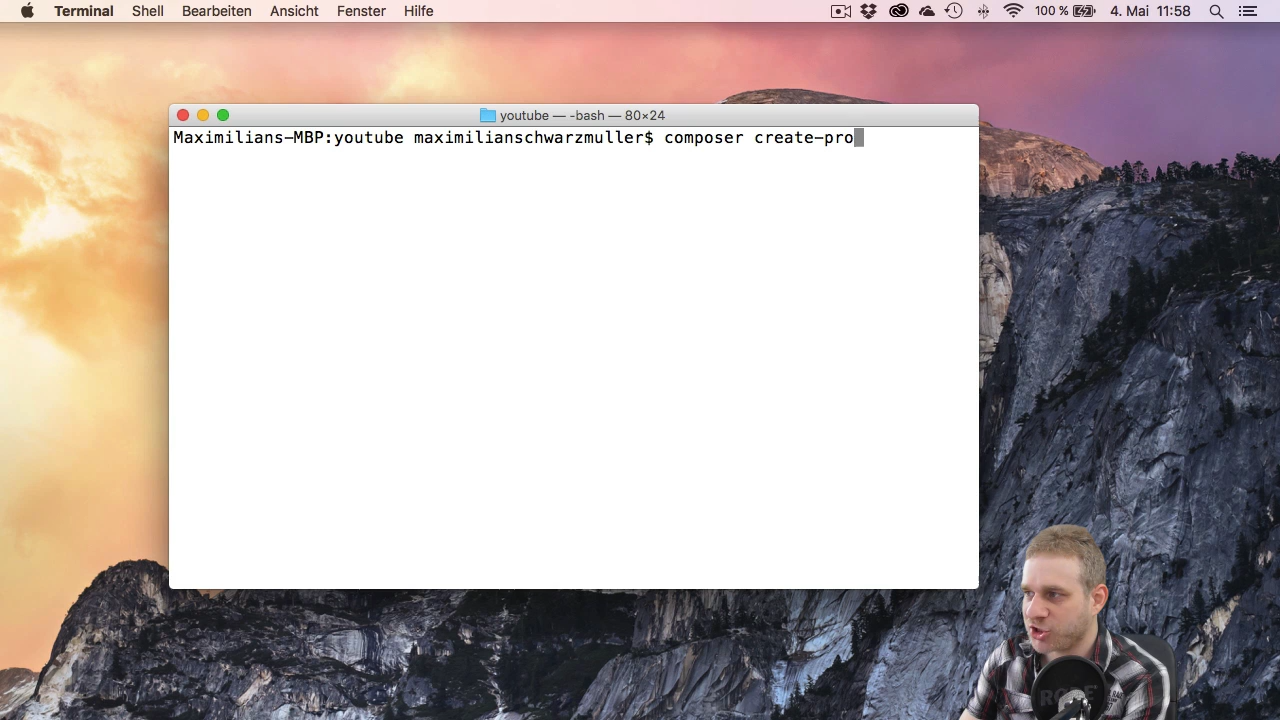 Terminal Shell Bearbeiten Ansicht Fenster Hilfe 100 % 4. Mai 11:58
youtube — -bash — 80×24
Maximilians-MBP:youtube maximilianschwarzmuller$ composer create-pro
RODE